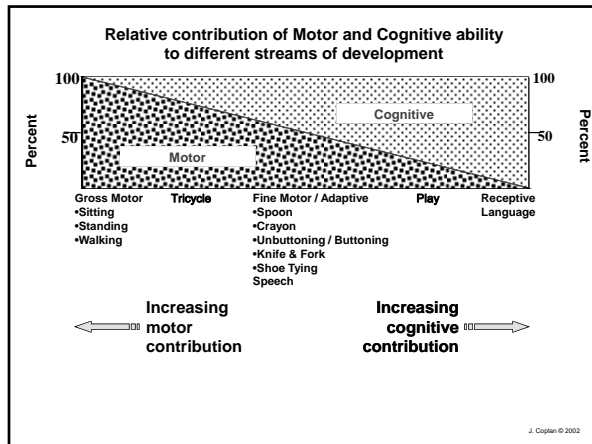 Relative contribution of Motor and Cognitive ability
to different streams of development
100
50
Percent
100
50
Percent
Cognitive
Motor
Gross Motor
•Sitting
•Standing
•Walking
Tricycle
Fine Motor / Adaptive
•Spoon
•Crayon
•Unbuttoning / Buttoning
•Knife & Fork
•Shoe Tying
Speech
Play
Receptive
Language
Increasing
motor
contribution
Increasing
cognitive
contribution
J. Coplan © 2002